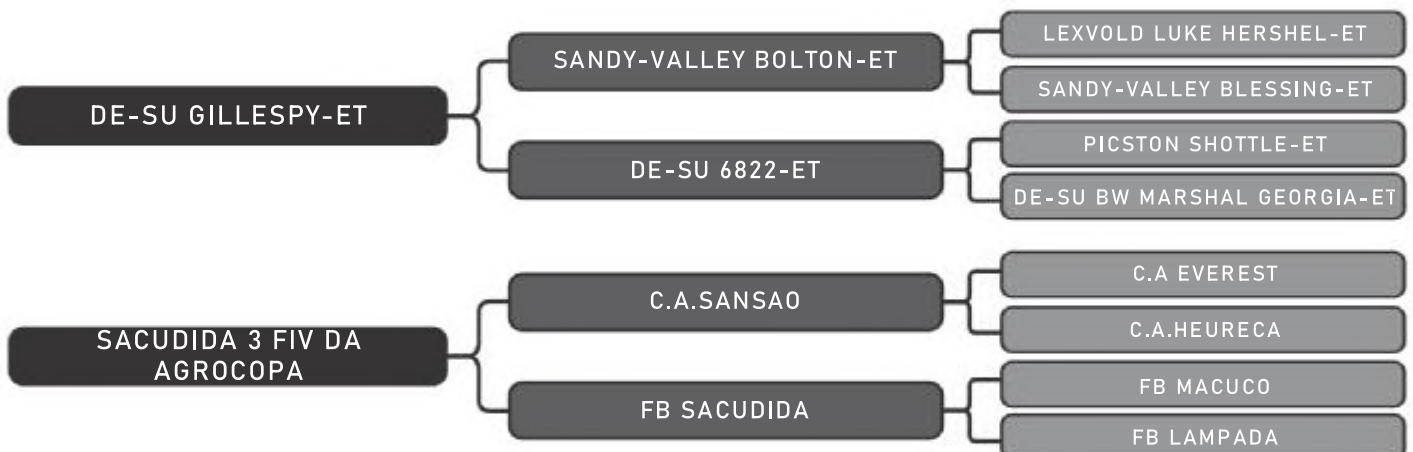 LEXVOLD LUKE HERSHEL-ET
SANDY-VALLEY BOLTON-ET
SANDY-VALLEY BLESSING-ET
DE-SU GILLESPY-ET
PICSTON SHOTTLE-ET
DE-SU 6822-ET
DE-SU BW MARSHAL GEORGIA-ET
C.A EVEREST
C.A.SANSAO
C.A.HEURECA
SACUDIDA 3 FIV DA
AGROCOPA
FB MACUCO
FB SACUDIDA
FB LAMPADA